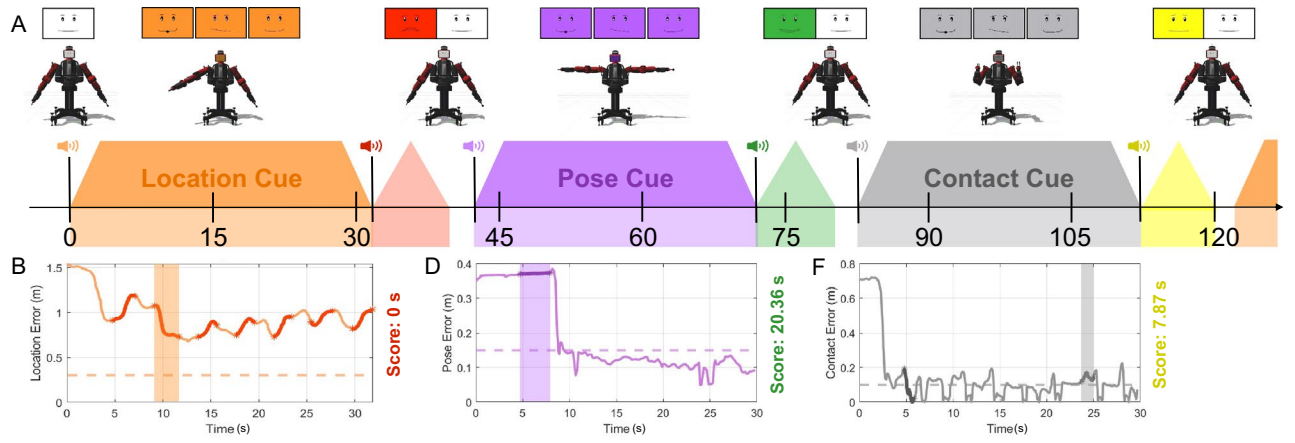 A
Location Cue
Pose Cue
Contact Cue
0 15 30 45 60 75 90 105 120
B
Location Error (m)
1.5
1
0.5
0
0 5 10 15 20 25 30
Time (s)
Score: 0 s
D
Pose Error (m)
0.4
0.3
0.2
0.1
0
0 5 10 15 20 25 30
Time (s)
Score: 20.36 s
F
Contact Error (m)
0.8
0.6
0.4
0.2
0
0 5 10 15 20 25 30
Time (s)
Score: 7.87 s